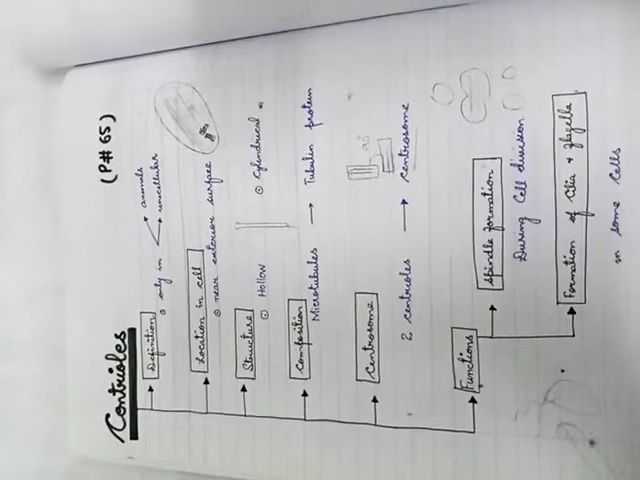 Contrioles (P# 65)
Definition
⊙ only in → animals
→ unicellular
Location in cell
⊙ near exterior surface
Structure
⊙ Hollow ⊙ Cylindrical
Composition
Microtubules → Tubulin protein
Centrosome
2 centrioles → centrosome
Functions
Spindle formation
During Cell division
Formation of Cilia + flagella
in some cells